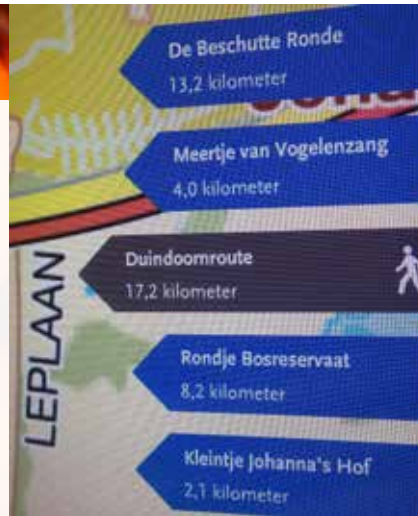 De Beschutte Ronde
13,2 kilometer
Meertje van Vogelenzang
4,0 kilometer
Duindoornroute
17,2 kilometer
Rondje Bosreservaat
8,2 kilometer
Kleintje Johanna's Hof
2,1 kilometer
LEPLAAN